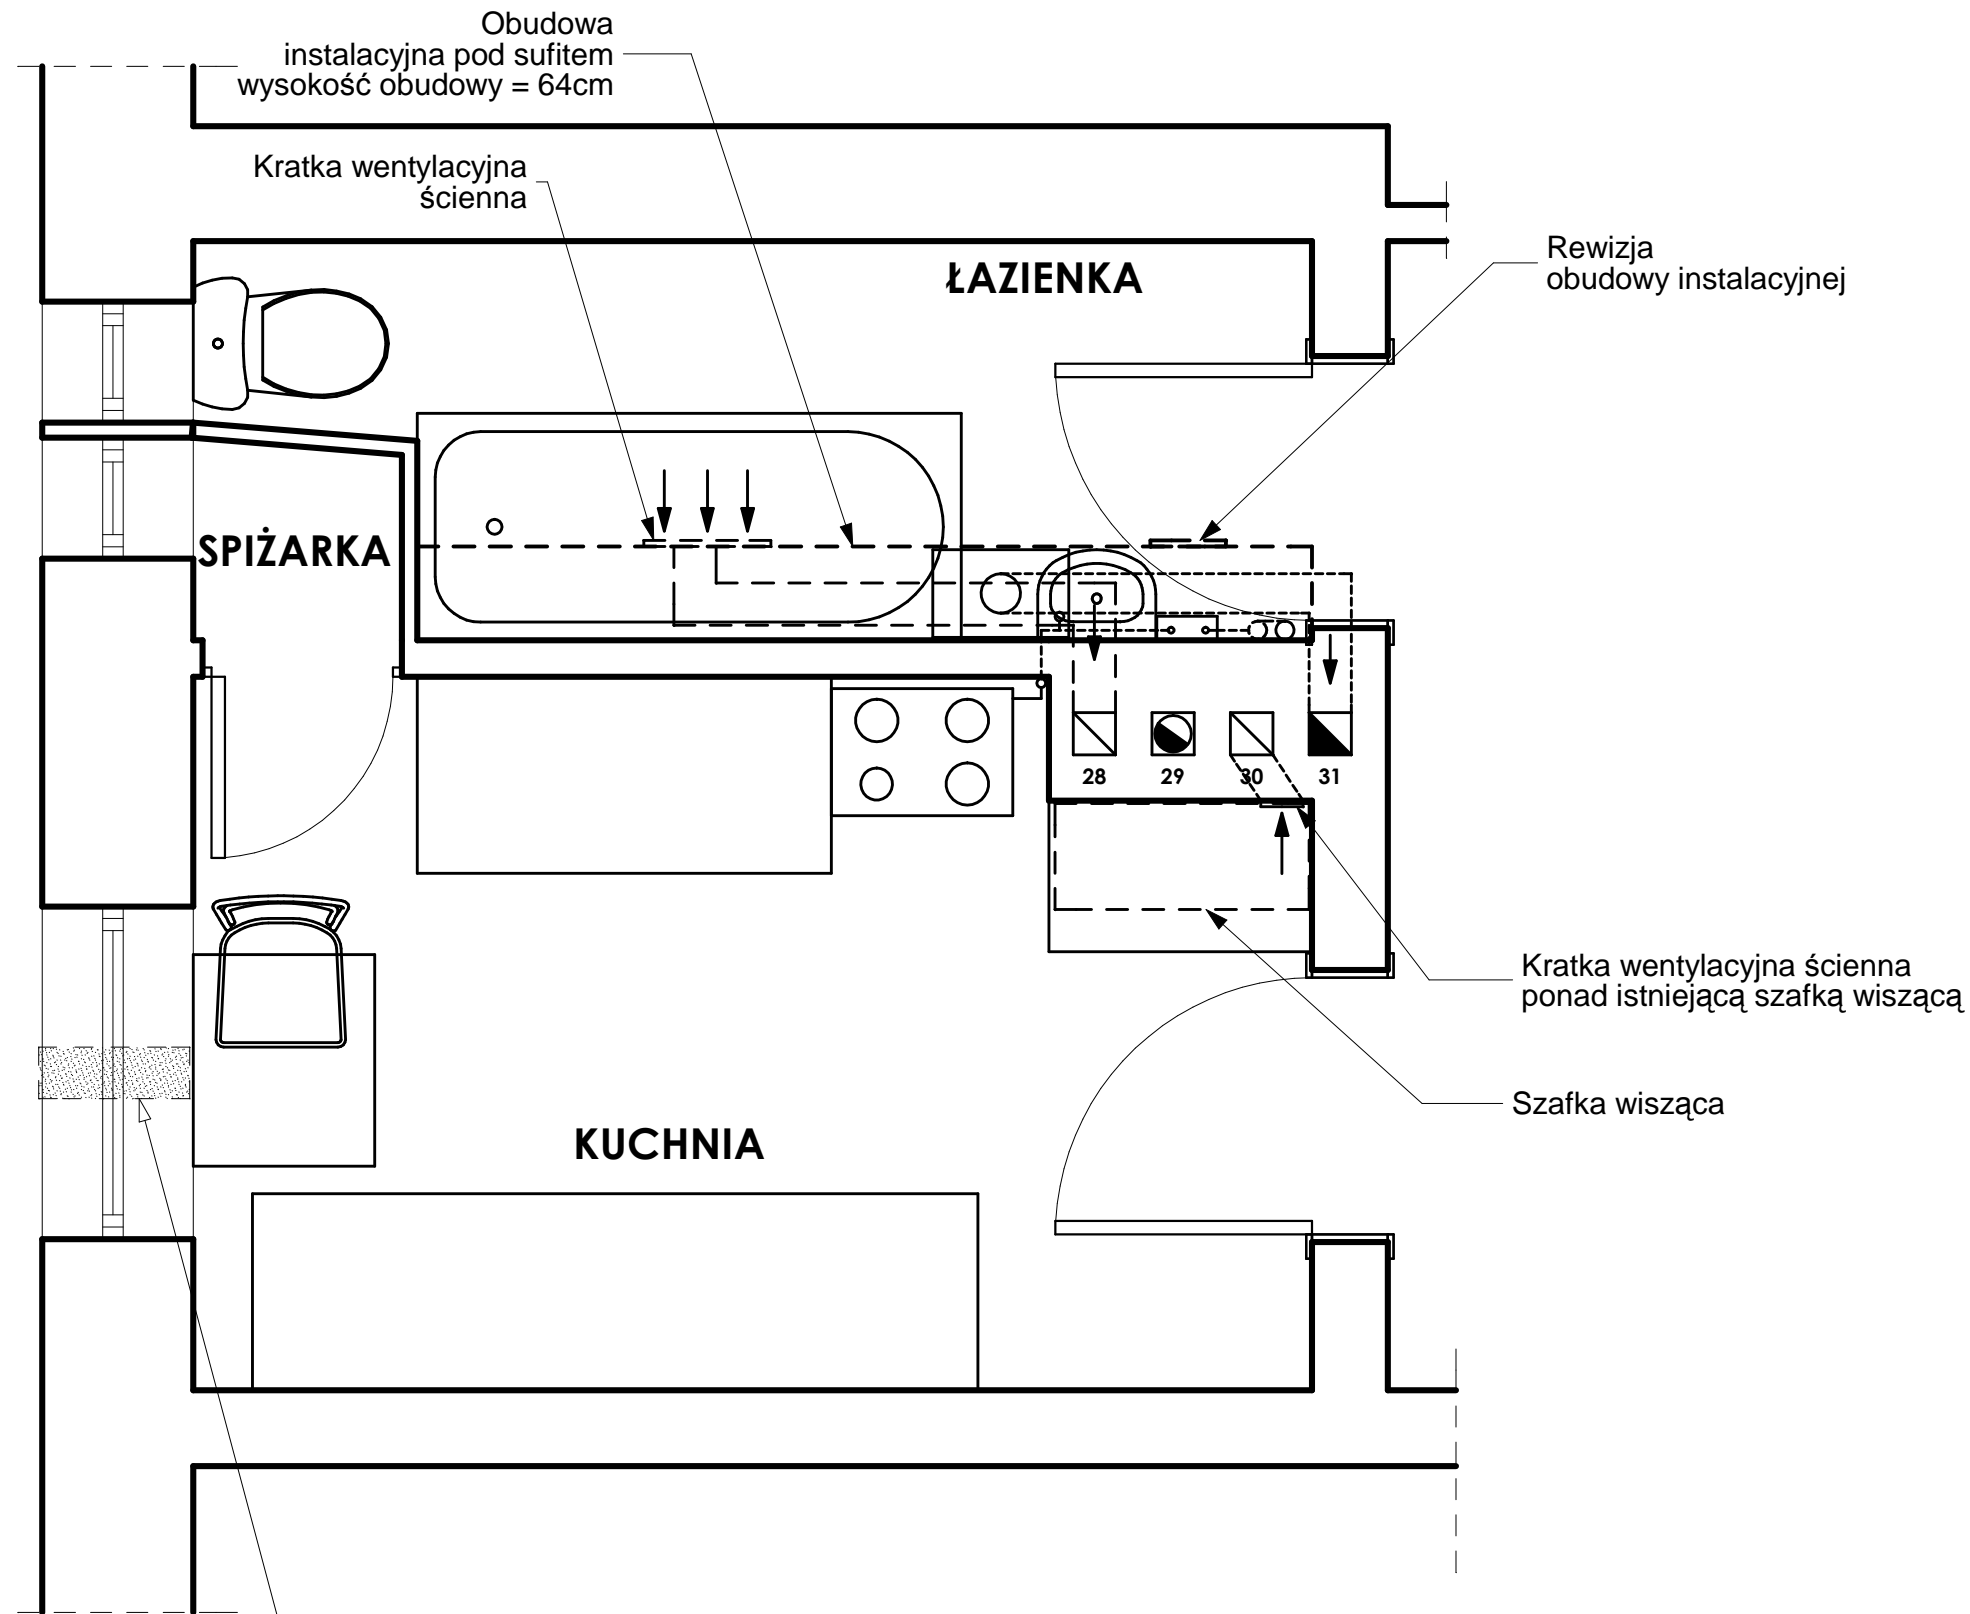 Obudowa
instalacyjna pod sufitem
wysokość obudowy = 64cm
Kratka wentylacyjna
ścienna
ŁAZIENKA
Rewizja
obudowy instalacyjnej
SPIŻARKA
28 29 30 31
Kratka wentylacyjna ścienna
ponad istniejącą szafką wiszącą
Szafka wisząca
KUCHNIA